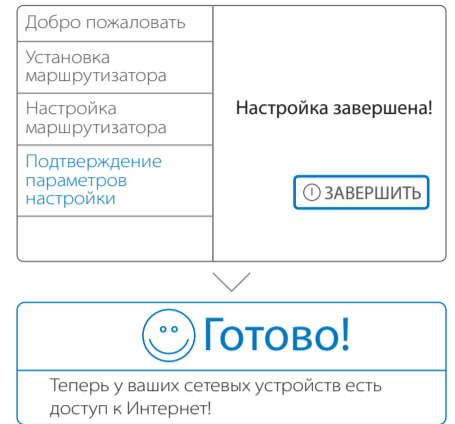 Добро пожаловать
Установка
маршрутизатора
Настройка
маршрутизатора
Подтверждение
параметров
настройки
Настройка завершена!
ЗАВЕРШИТЬ
Готово!
Теперь у ваших сетевых устройств есть
доступ к Интернет!